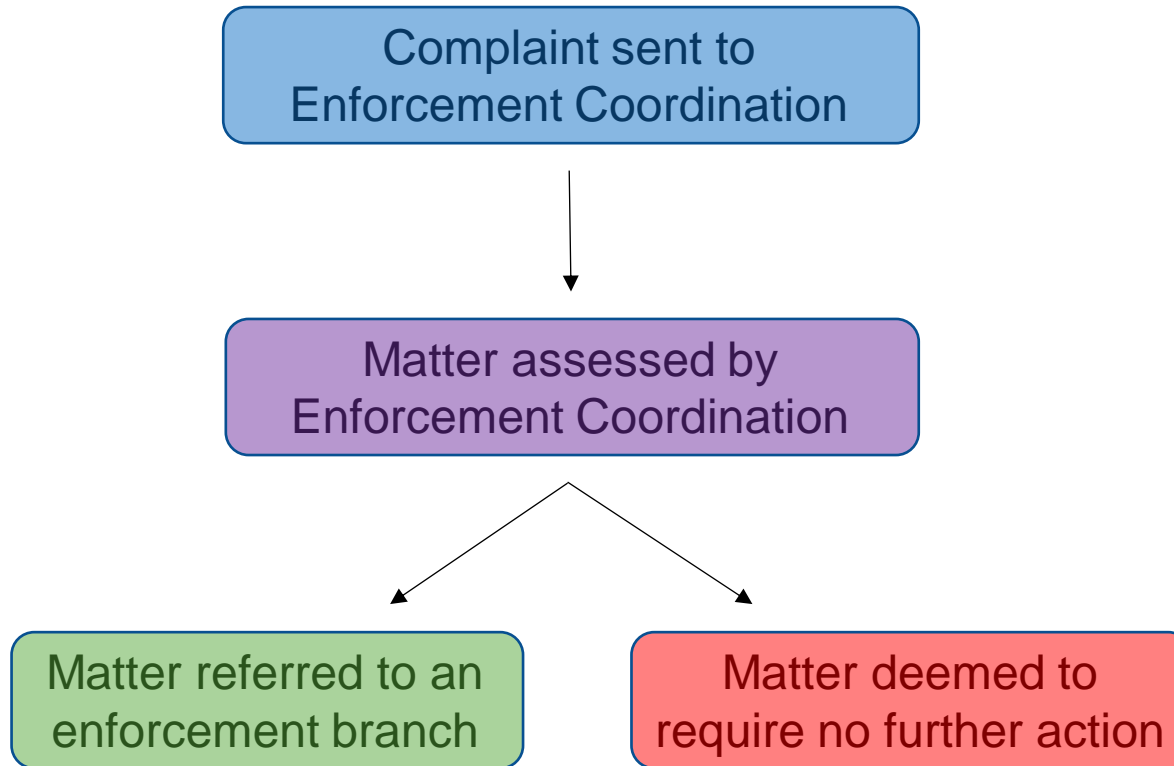 Complaint sent to
Enforcement Coordination
Matter assessed by
Enforcement Coordination
Matter referred to an
enforcement branch
Matter deemed to
require no further action